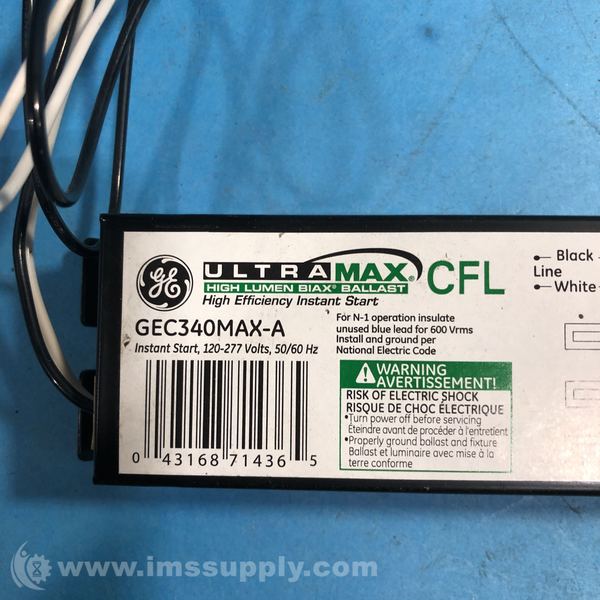 GE
ULTRAMAX® CFL
HIGH LUMEN BIAX® BALLAST
High Efficiency Instant Start
GEC340MAX-A
Instant Start, 120-277 Volts, 50/60 Hz
0 43168 71436 5
For N-1 operation insulate
unused blue lead for 600 Vrms
Install and ground per
National Electric Code
WARNING
AVERTISSEMENT!
RISK OF ELECTRIC SHOCK
RISQUE DE CHOC ÉLECTRIQUE
•Turn power off before servicing
Éteindre avant de procéder à l'entretient
•Properly ground ballast and fixture
Ballast et luminaire avec mise à la
terre conforme
Black
Line
White
www.imssupply.com